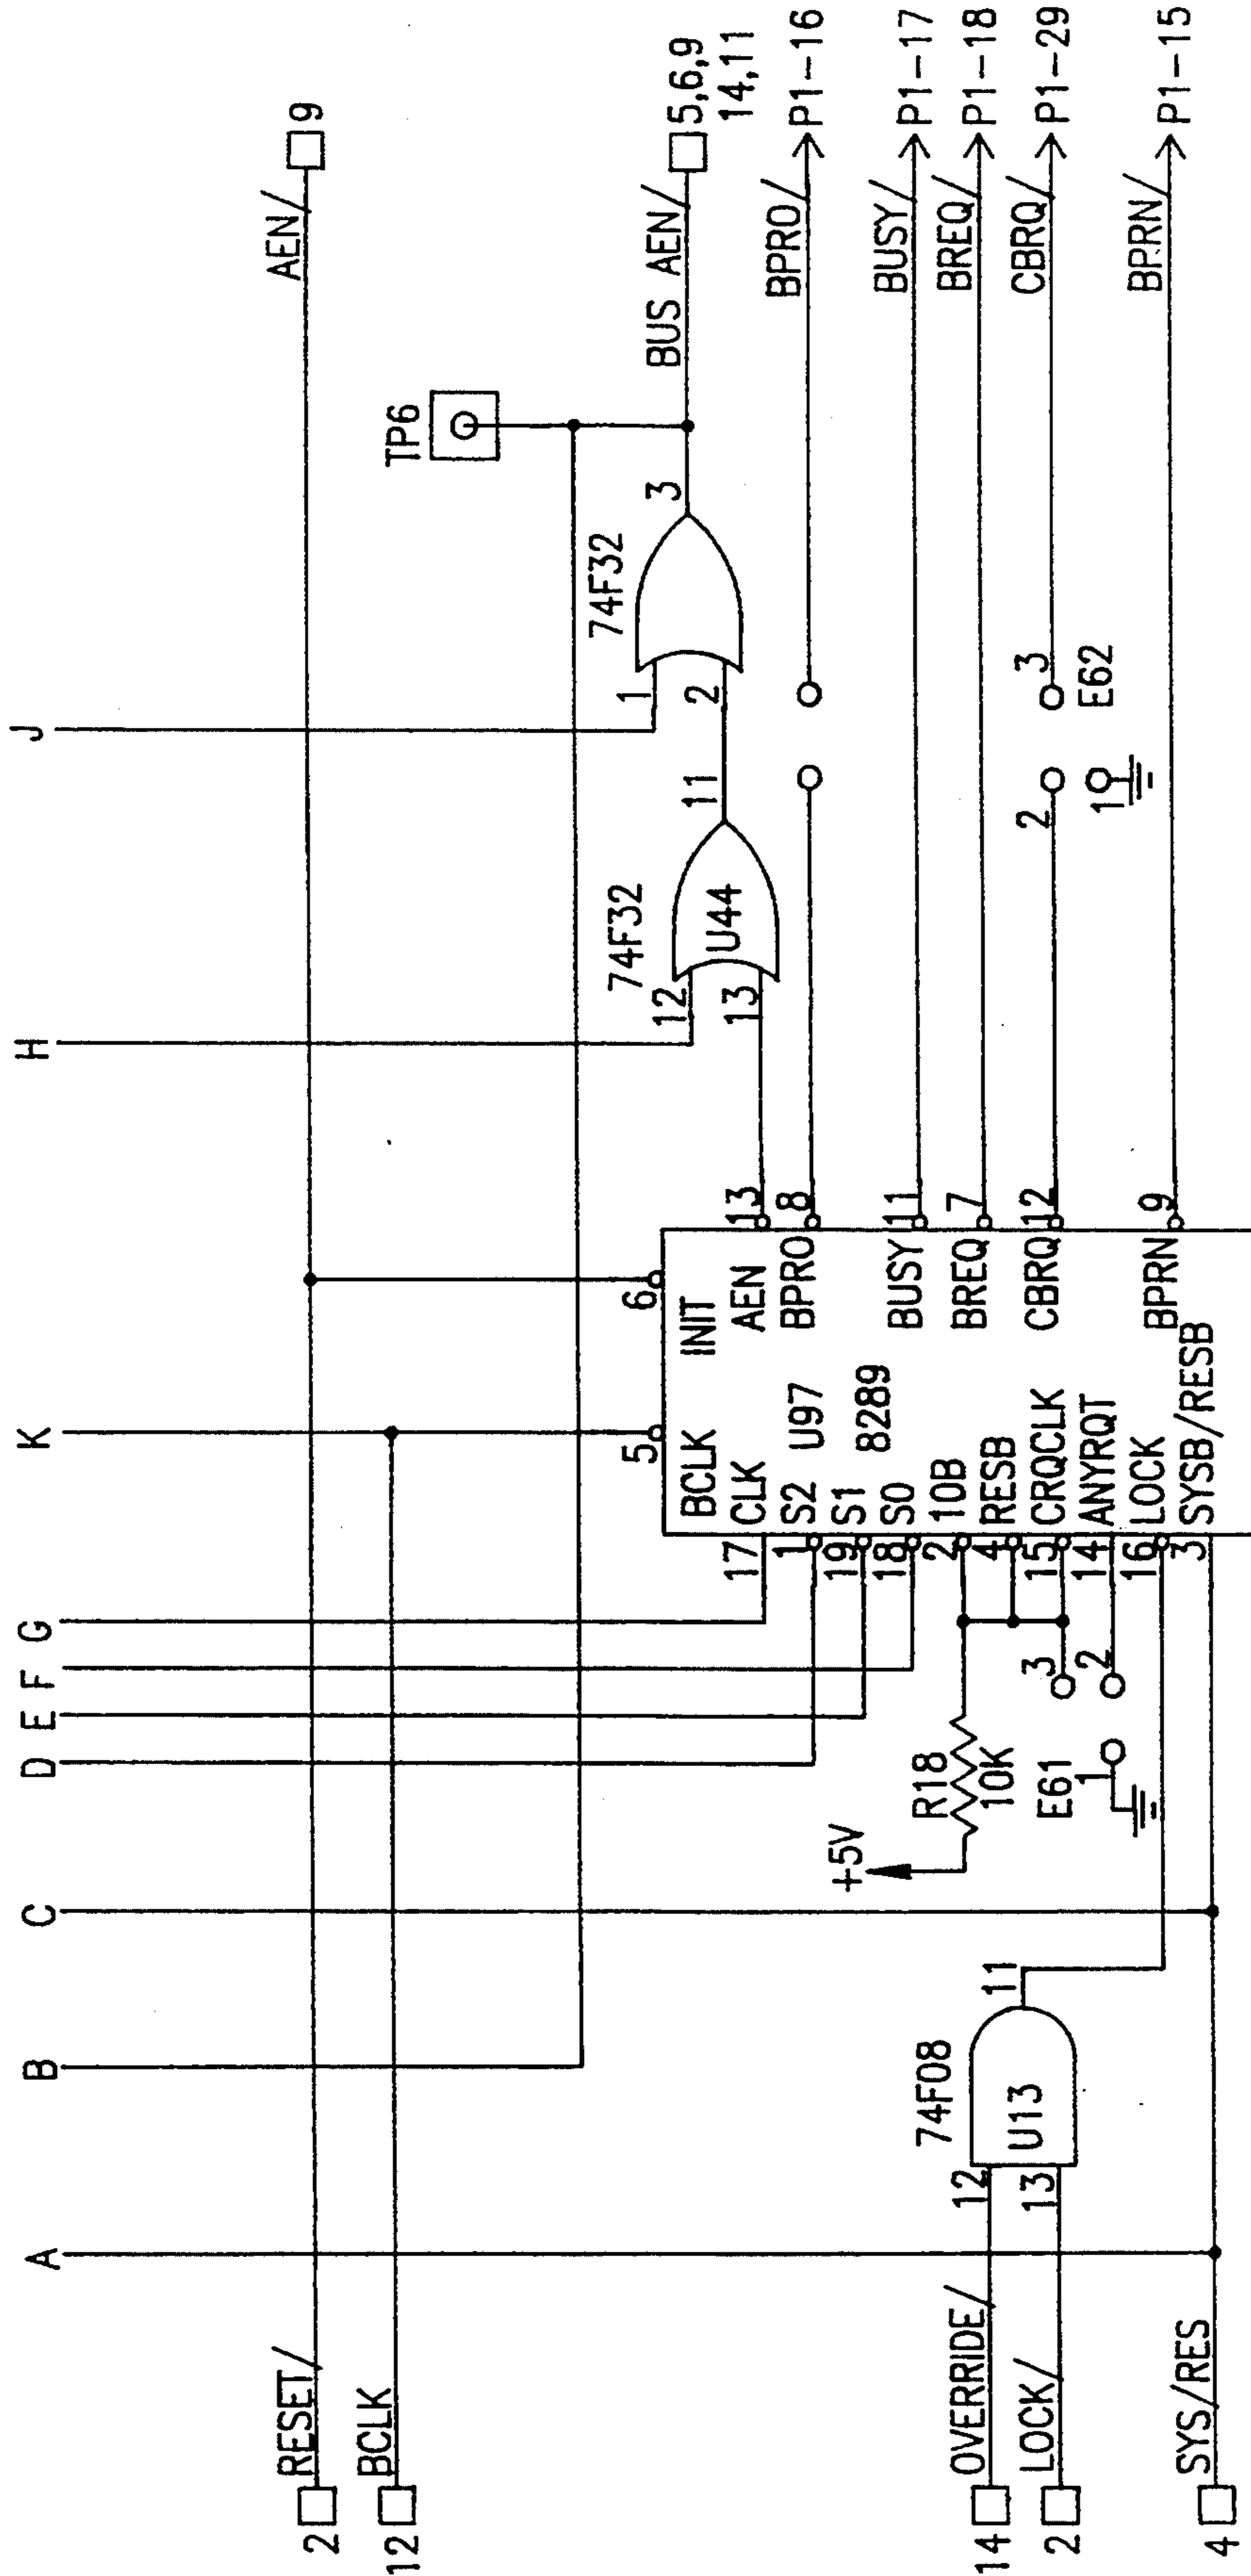 A B C D E F G K H J
2 RESET/
AEN/ 9
12 BCLK
TP6
74F32
1
2
3
BUS AEN/ 5,6,9
14,11
74F32
U44
12
13
11
BPRO/ P1-16
BUSY/ P1-17
BREQ/ P1-18
CBRQ/ P1-29
BPRN/ P1-15
2
3
1
E62
5
6
BCLK
INIT
17 CLK
1 S2
19 S1
18 S0
2 10B
4 RESB
15 CRQCLK
14 ANYRQT
16 LOCK
3 SYSB/RESB
U97
8289
AEN 13
BPRO 8
BUSY 11
BREQ 7
CBRQ 12
BPRN 9
+5V
R18
10K
E61
1
2
3
74F08
U13
12
13
11
14 OVERRIDE/
2 LOCK/
4 SYS/RES